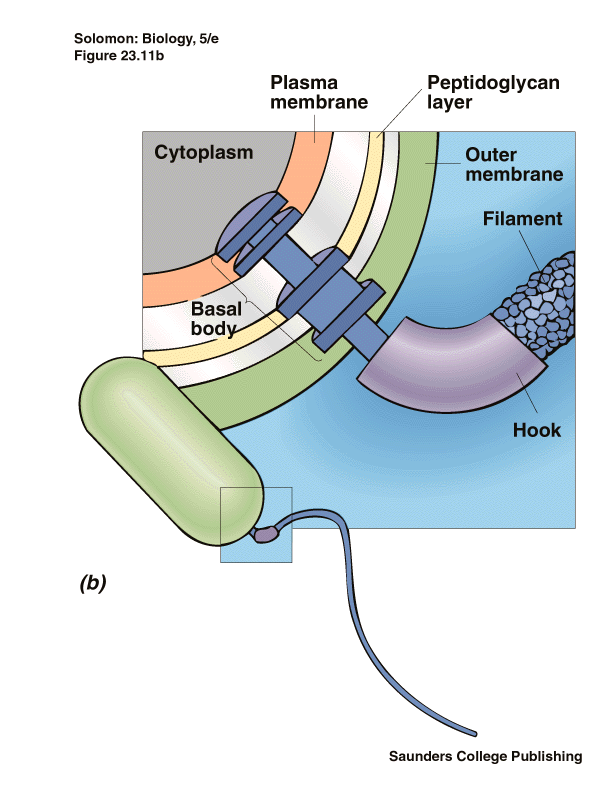 Solomon: Biology, 5/e
Figure 23.11b
Plasma
membrane
Peptidoglycan
layer
Cytoplasm
Outer
membrane
Filament
Basal
body
Hook
(b)
Saunders College Publishing